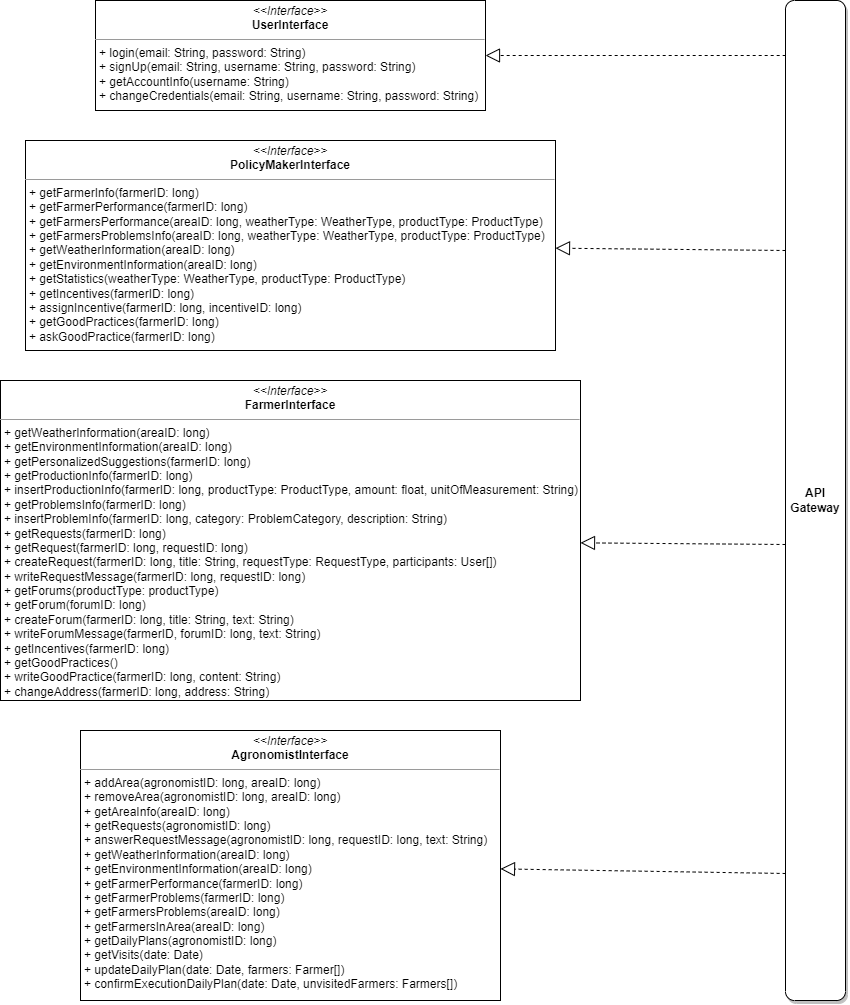 <<Interface>>
UserInterface
+ login(email: String, password: String)
+ signUp(email: String, username: String, password: String)
+ getAccountInfo(username: String)
+ changeCredentials(email: String, username: String, password: String)
<<Interface>>
PolicyMakerInterface
+ getFarmerInfo(farmerID: long)
+ getFarmerPerformance(farmerID: long)
+ getFarmersPerformance(areaID: long, weatherType: WeatherType, productType: ProductType)
+ getFarmersProblemsInfo(areaID: long, weatherType: WeatherType, productType: ProductType)
+ getWeatherInformation(areaID: long)
+ getEnvironmentInformation(areaID: long)
+ getStatistics(weatherType: WeatherType, productType: ProductType)
+ getIncentives(farmerID: long)
+ assignIncentive(farmerID: long, incentiveID: long)
+ getGoodPractices(farmerID: long)
+ askGoodPractice(farmerID: long)
<<Interface>>
FarmerInterface
+ getWeatherInformation(areaID: long)
+ getEnvironmentInformation(areaID: long)
+ getPersonalizedSuggestions(farmerID: long)
+ getProductionInfo(farmerID: long)
+ insertProductionInfo(farmerID: long, productType: ProductType, amount: float, unitOfMeasurement: String)
+ getProblemsInfo(farmerID: long)
+ insertProblemInfo(farmerID: long, category: ProblemCategory, description: String)
+ getRequests(farmerID: long)
+ getRequest(farmerID: long, requestID: long)
+ createRequest(farmerID: long, title: String, requestType: RequestType, participants: User[])
+ writeRequestMessage(farmerID: long, requestID: long)
+ getForums(productType: productType)
+ getForum(forumID: long)
+ createForum(farmerID: long, title: String, text: String)
+ writeForumMessage(farmerID, forumID: long, text: String)
+ getIncentives(farmerID: long)
+ getGoodPractices()
+ writeGoodPractice(farmerID: long, content: String)
+ changeAddress(farmerID: long, address: String)
<<Interface>>
AgronomistInterface
+ addArea(agronomistID: long, areaID: long)
+ removeArea(agronomistID: long, areaID: long)
+ getAreaInfo(areaID: long)
+ getRequests(agronomistID: long)
+ answerRequestMessage(agronomistID: long, requestID: long, text: String)
+ getWeatherInformation(areaID: long)
+ getEnvironmentInformation(areaID: long)
+ getFarmerPerformance(farmerID: long)
+ getFarmerProblems(farmerID: long)
+ getFarmersProblems(areaID: long)
+ getFarmersInArea(areaID: long)
+ getDailyPlans(agronomistID: long)
+ getVisits(date: Date)
+ updateDailyPlan(date: Date, farmers: Farmer[])
+ confirmExecutionDailyPlan(date: Date, unvisitedFarmers: Farmers[])
API
Gateway